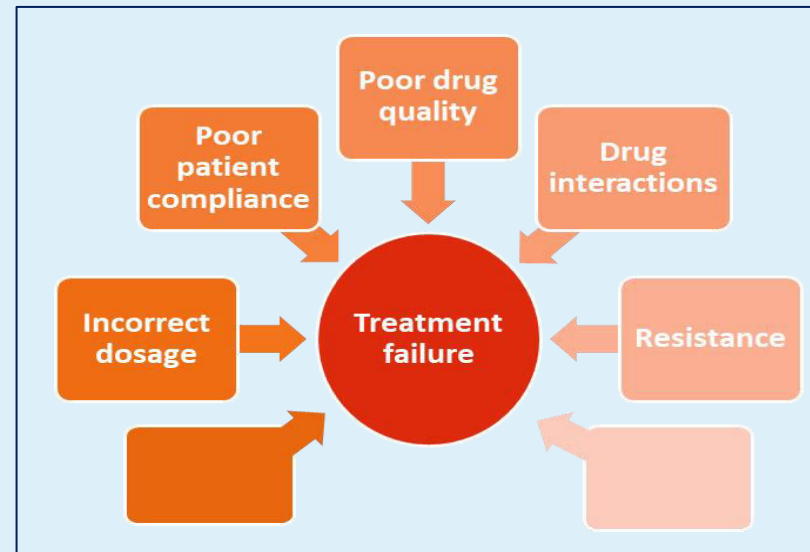 Poor drug
quality
Poor
patient
compliance
Drug
interactions
Incorrect
dosage
Treatment
failure
Resistance